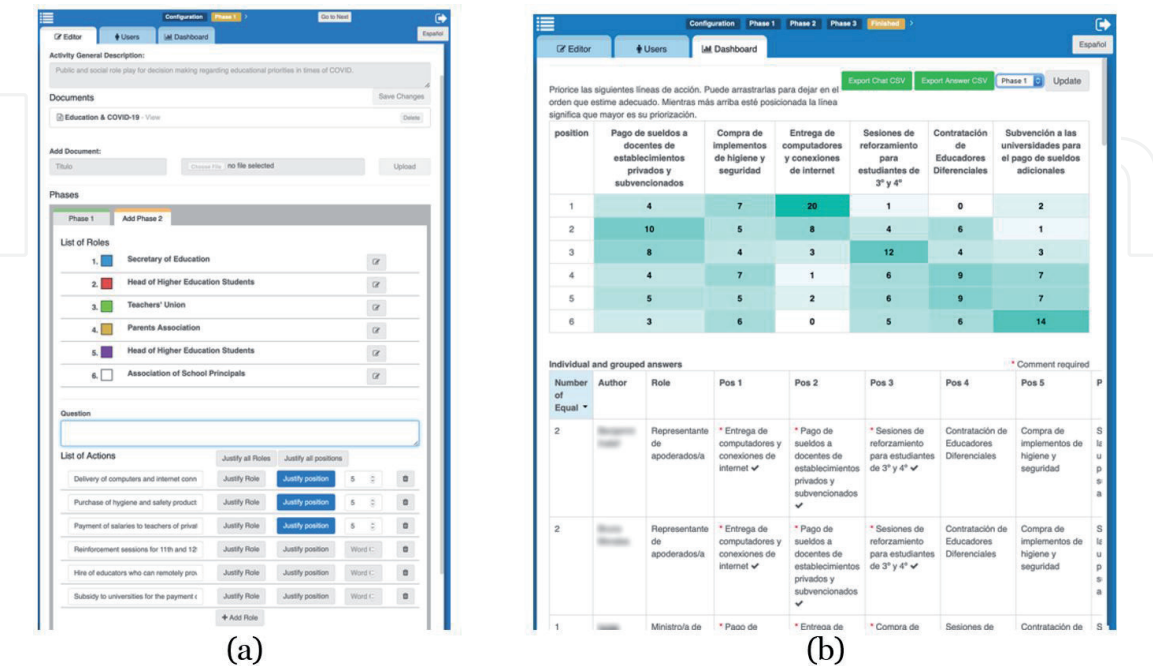 Configuration Phase 1 Go to Next
Editor Users Dashboard Español
Activity General Description:
Public and social role play for decision making regarding educational priorities in times of COVID.
Documents Save Changes
Education & COVID-19 - View Delete
Add Document:
Título Choose File no file selected Upload
Phases
Phase 1 Add Phase 2
List of Roles
1. Secretary of Education
2. Head of Higher Education Students
3. Teachers' Union
4. Parents Association
5. Head of Higher Education Students
6. Association of School Principals
Question
List of Actions Justify all Roles Justify all positions
Delivery of computers and internet conn Justify Role Justify position 5
Purchase of hygiene and safety product Justify Role Justify position 5
Payment of salaries to teachers of privat Justify Role Justify position 5
Reinforcement sessions for 11th and 12 Justify Role Justify position Word C
Hire of educators who can remotely prov Justify Role Justify position Word C
Subsidy to universities for the payment c Justify Role Justify position Word C
+ Add Role
(a)
Configuration Phase 1 Phase 2 Phase 3 Finished
Editor Users Dashboard Español
Export Chat CSV Export Answer CSV Phase 1 Update
Priorice las siguientes líneas de acción. Puede arrastrarlas para dejar en el
orden que estime adecuado. Mientras más arriba esté posicionada la línea
significa que mayor es su priorización.
position Pago de sueldos a Compra de Entrega de Sesiones de Contratación Subvención a las
docentes de implementos computadores reforzamiento de universidades para
establecimientos de higiene y y conexiones para Educadores el pago de sueldos
privados y seguridad de internet estudiantes de Diferenciales adicionales
subvencionados 3º y 4º
1 4 7 20 1 0 2
2 10 5 8 4 6 1
3 8 4 3 12 4 3
4 4 7 1 6 9 7
5 5 5 2 6 9 7
6 3 6 0 5 6 14
Individual and grouped answers * Comment required
Number Author Role Pos 1 Pos 2 Pos 3 Pos 4 Pos 5 P
of
Equal
2 Representante * Entrega de * Pago de * Sesiones de Contratación de Compra de S
de computadores y sueldos a reforzamiento Educadores implementos de la
apoderados/a conexiones de docentes de para estudiantes Diferenciales higiene y u
internet ✔ establecimientos de 3º y 4º ✔ seguridad p
privados y s
subvencionados a
✔
2 Representante * Entrega de * Pago de * Sesiones de Contratación de Compra de S
de computadores y sueldos a reforzamiento Educadores implementos de la
apoderados/a conexiones de docentes de para estudiantes Diferenciales higiene y u
internet ✔ establecimientos de 3º y 4º ✔ seguridad p
privados y s
subvencionados a
✔
1 Ministro/a de * Pago de * Entrega de * Compra de Sesiones de Contratación de S
(b)